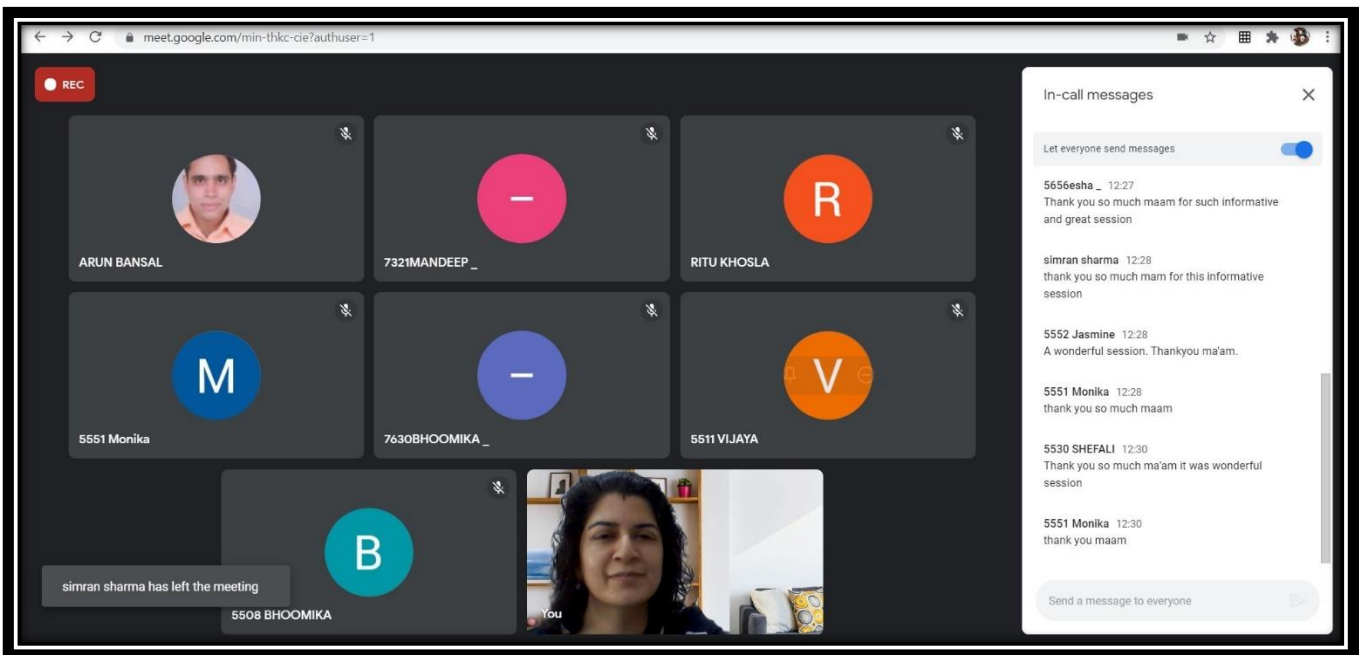 meet.google.com/min-thkc-cie?authuser=1
REC
In-call messages
Let everyone send messages
ARUN BANSAL
7321MANDEEP _
R
RITU KHOSLA
M
5551 Monika
7630BHOOMIKA _
V
5511 VIJAYA
B
5508 BHOOMIKA
You
simran sharma has left the meeting
5656esha _ 12:27
Thank you so much maam for such informative
and great session
simran sharma 12:28
thank you so much mam for this informative
session
5552 Jasmine 12:28
A wonderful session. Thankyou ma'am.
5551 Monika 12:28
thank you so much maam
5530 SHEFALI 12:30
Thank you so much ma'am it was wonderful
session
5551 Monika 12:30
thank you maam
Send a message to everyone